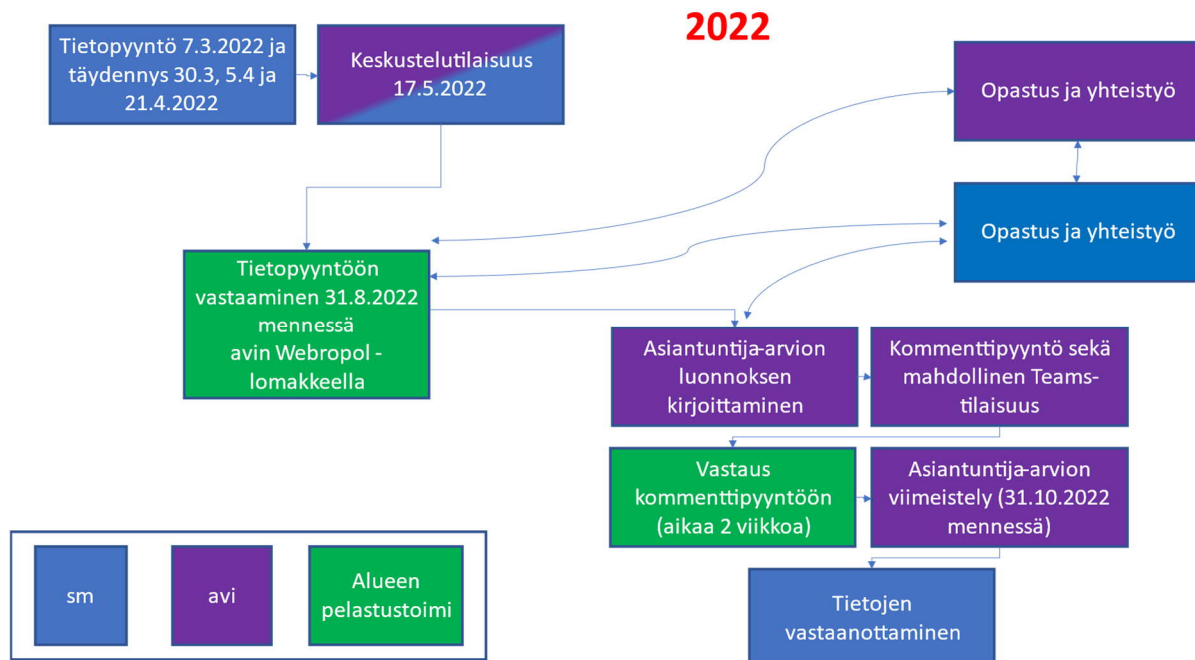 2022
Tietopyyntö 7.3.2022 ja
täydennys 30.3, 5.4 ja
21.4.2022
Keskustelutilaisuus
17.5.2022
Opastus ja yhteistyö
Opastus ja yhteistyö
Tietopyyntöön
vastaaminen 31.8.2022
mennessä
avin Webropol -
lomakkeella
Asiantuntija-arvion
luonnoksen
kirjoittaminen
Kommenttipyyntö sekä
mahdollinen Teams-
tilaisuus
Vastaus
kommenttipyyntöön
(aikaa 2 viikkoa)
Asiantuntija-arvion
viimeistely (31.10.2022
mennessä)
Tietojen
vastaanottaminen
sm
avi
Alueen
pelastustoimi